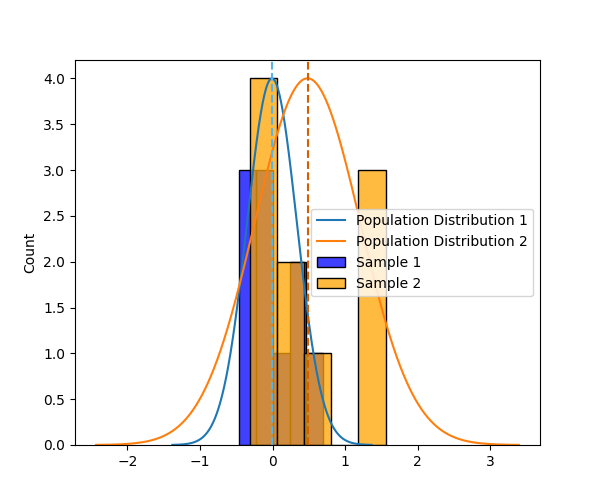 4.0
3.5
3.0
2.5
2.0
1.5
1.0
0.5
0.0
Count
Population Distribution 1
Population Distribution 2
Sample 1
Sample 2
−2 −1 0 1 2 3